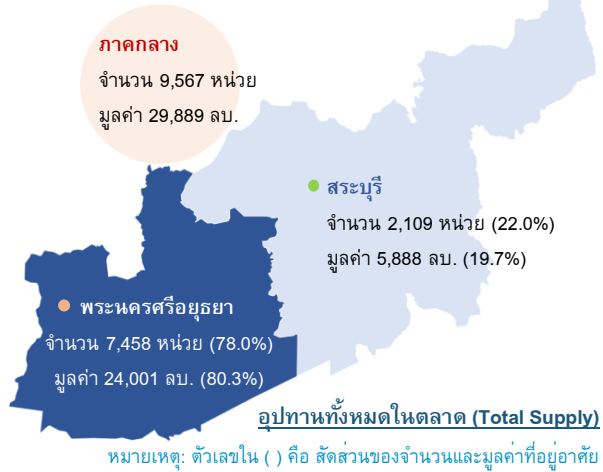 ภาคกลาง
จำนวน 9,567 หน่วย
มูลค่า 29,889 ลบ.
สระบุรี
จำนวน 2,109 หน่วย (22.0%)
มูลค่า 5,888 ลบ. (19.7%)
พระนครศรีอยุธยา
จำนวน 7,458 หน่วย (78.0%)
มูลค่า 24,001 ลบ. (80.3%)
อุปทานทั้งหมดในตลาด (Total Supply)
หมายเหตุ: ตัวเลขใน ( ) คือ สัดส่วนของจำนวนและมูลค่าที่อยู่อาศัย